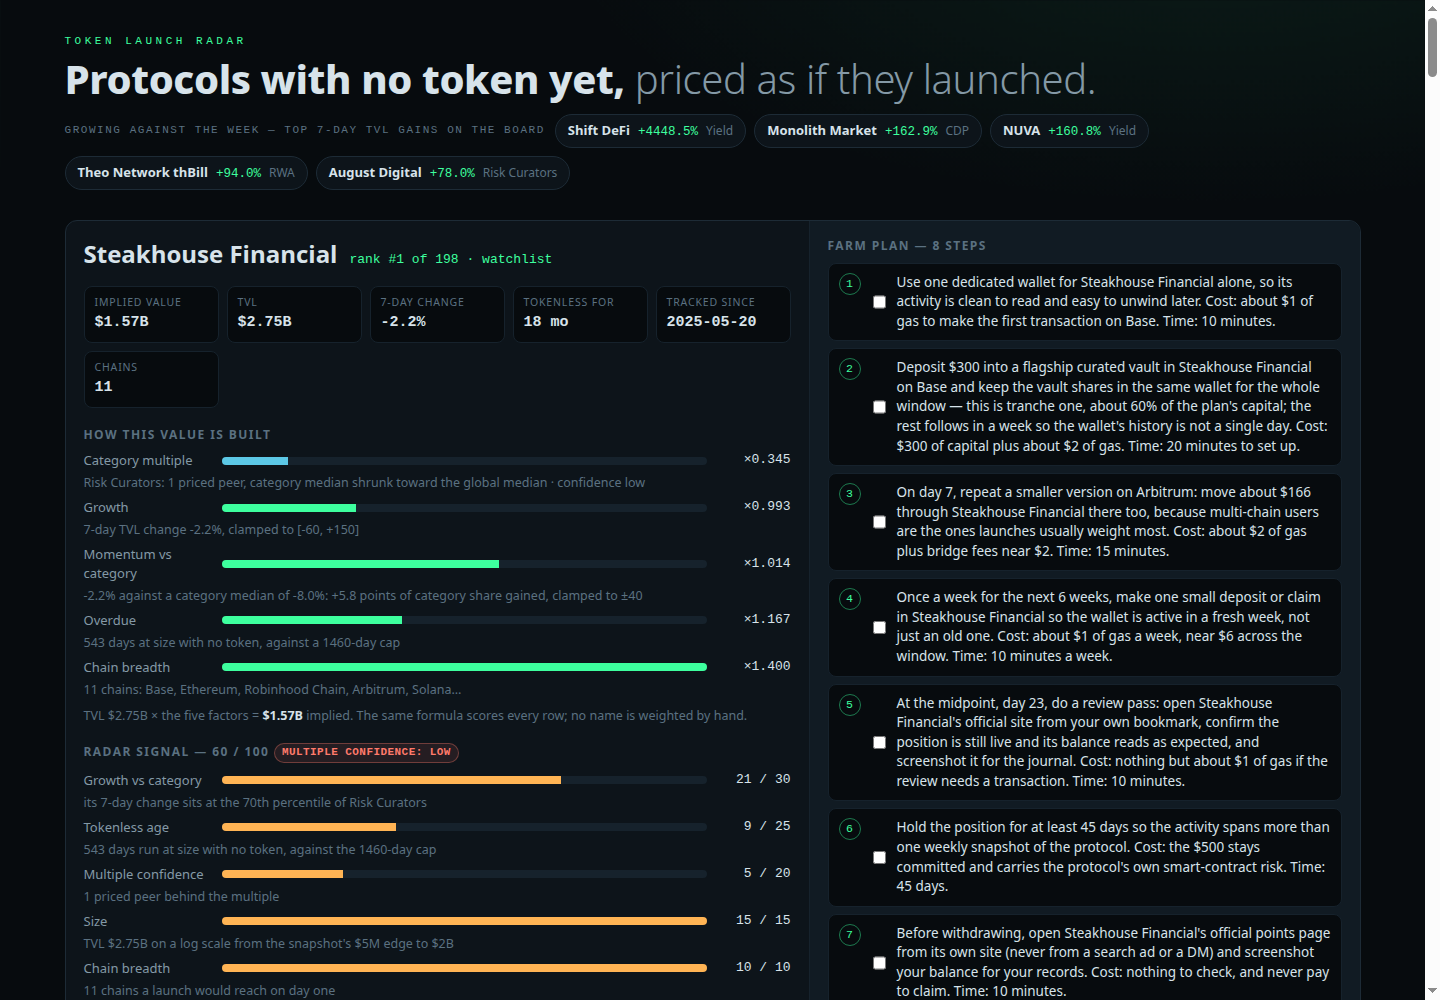 TOKEN LAUNCH RADAR
Protocols with no token yet, priced as if they launched.
GROWING AGAINST THE WEEK — TOP 7-DAY TVL GAINS ON THE BOARD
Shift DeFi +4448.5% Yield
Monolith Market +162.9% CDP
NUVA +160.8% Yield
Theo Network thBill +94.0% RWA
August Digital +78.0% Risk Curators
Steakhouse Financial rank #1 of 198 · watchlist
IMPLIED VALUE
$1.57B
TVL
$2.75B
7-DAY CHANGE
-2.2%
TOKENLESS FOR
18 mo
TRACKED SINCE
2025-05-20
CHAINS
11
HOW THIS VALUE IS BUILT
Category multiple ×0.345
Risk Curators: 1 priced peer, category median shrunk toward the global median · confidence low
Growth ×0.993
7-day TVL change -2.2%, clamped to [-60, +150]
Momentum vs
category ×1.014
-2.2% against a category median of -8.0%: +5.8 points of category share gained, clamped to ±40
Overdue ×1.167
543 days at size with no token, against a 1460-day cap
Chain breadth ×1.400
11 chains: Base, Ethereum, Robinhood Chain, Arbitrum, Solana…
TVL $2.75B × the five factors = $1.57B implied. The same formula scores every row; no name is weighted by hand.
RADAR SIGNAL — 60 / 100 MULTIPLE CONFIDENCE: LOW
Growth vs category 21 / 30
its 7-day change sits at the 70th percentile of Risk Curators
Tokenless age 9 / 25
543 days run at size with no token, against the 1460-day cap
Multiple confidence 5 / 20
1 priced peer behind the multiple
Size 15 / 15
TVL $2.75B on a log scale from the snapshot's $5M edge to $2B
Chain breadth 10 / 10
11 chains a launch would reach on day one
FARM PLAN — 8 STEPS
1
Use one dedicated wallet for Steakhouse Financial alone, so its
activity is clean to read and easy to unwind later. Cost: about $1 of
gas to make the first transaction on Base. Time: 10 minutes.
2
Deposit $300 into a flagship curated vault in Steakhouse Financial
on Base and keep the vault shares in the same wallet for the whole
window — this is tranche one, about 60% of the plan's capital; the
rest follows in a week so the wallet's history is not a single day. Cost:
$300 of capital plus about $2 of gas. Time: 20 minutes to set up.
3
On day 7, repeat a smaller version on Arbitrum: move about $166
through Steakhouse Financial there too, because multi-chain users
are the ones launches usually weight most. Cost: about $2 of gas
plus bridge fees near $2. Time: 15 minutes.
4
Once a week for the next 6 weeks, make one small deposit or claim
in Steakhouse Financial so the wallet is active in a fresh week, not
just an old one. Cost: about $1 of gas a week, near $6 across the
window. Time: 10 minutes a week.
5
At the midpoint, day 23, do a review pass: open Steakhouse
Financial's official site from your own bookmark, confirm the
position is still live and its balance reads as expected, and
screenshot it for the journal. Cost: nothing but about $1 of gas if the
review needs a transaction. Time: 10 minutes.
6
Hold the position for at least 45 days so the activity spans more than
one weekly snapshot of the protocol. Cost: the $500 stays
committed and carries the protocol's own smart-contract risk. Time:
45 days.
7
Before withdrawing, open Steakhouse Financial's official points page
from its own site (never from a search ad or a DM) and screenshot
your balance for your records. Cost: nothing to check, and never pay
to claim. Time: 10 minutes.